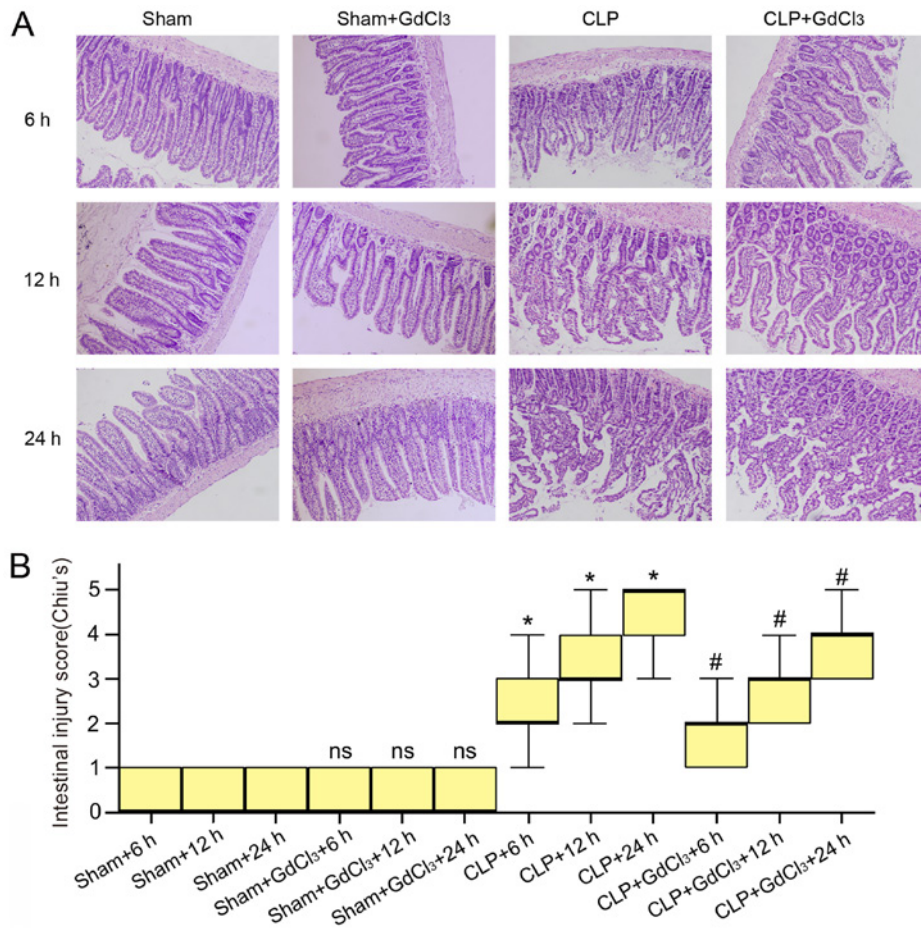 A
Sham
Sham+GdCl₃
CLP
CLP+GdCl₃
6 h
12 h
24 h
B
Intestinal injury score(Chiu's)
5
4
3
2
1
0
ns
ns
ns
*
*
*
#
#
#
Sham+6 h
Sham+12 h
Sham+24 h
Sham+GdCl₃+6 h
Sham+GdCl₃+12 h
Sham+GdCl₃+24 h
CLP+6 h
CLP+12 h
CLP+24 h
CLP+GdCl₃+6 h
CLP+GdCl₃+12 h
CLP+GdCl₃+24 h